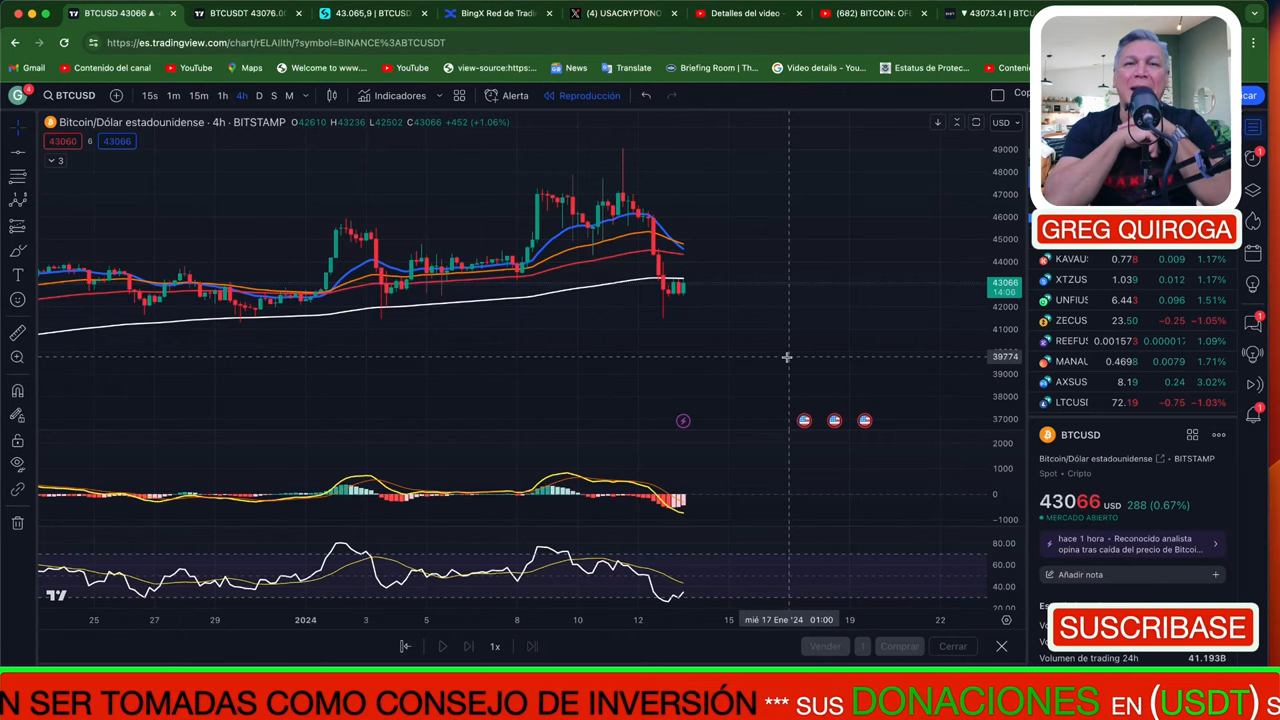 BTCUSD 43066 ▲
BTCUSDT 43076.00
43.065,9 | BTCUSD
BingX Red de Tradi
(4) USACRYPTON
Detalles del video -
(682) BITCOIN: OFE
▼ 43073.41 | BTCU
https://es.tradingview.com/chart/rELAIlth/?symbol=BINANCE%3ABTCUSDT
Gmail
Contenido del canal
YouTube
Maps
Welcome to www....
YouTube
view-source:https:...
News
Translate
Briefing Room | Th...
Video details - You...
Estatus de Protec...
G
4
BTCUSD
15s 1m 15m 1h 4h D S M
Indicadores
Alerta
Reproducción
Bitcoin/Dólar estadounidense · 4h · BITSTAMP O42610 H43236 L42502 C43066 +452 (+1.06%)
USD
43060 6 43066
3
49000
48000
47000
46000
45000
44000
43066
14:06
42000
41000
39774
39000
38000
37000
2000
1000
0
−1000
80.00
60.00
40.00
20.00
25 27 29 2024 3 5 8 10 12 15 mié 17 Ene '24 01:00 19 22
1x
Vender 1 Comprar Cerrar
GREG QUIROGA
KAVAU 0.778 0.009 1.17%
XTZUS 1.039 0.012 1.17%
UNFIUS 6.443 0.096 1.51%
ZECUS 23.50 −0.25 −1.05%
REEFUS 0.001573 0.000017 1.09%
MANAU 0.4698 0.0079 1.71%
AXSUS 8.19 0.24 3.02%
LTCUSD 72.19 −0.75 −1.03%
BTCUSD
Bitcoin/Dólar estadounidense BITSTAMP
Spot • Cripto
43066 USD 288 (0.67%)
MERCADO ABIERTO
hace 1 hora • Reconocido analista
opina tras caída del precio de Bitcoi...
Añadir nota
SUSCRIBASE
Volumen de trading 24h 41.193B
N SER TOMADAS COMO CONSEJO DE INVERSIÓN *** SUS DONACIONES EN (USDT) S